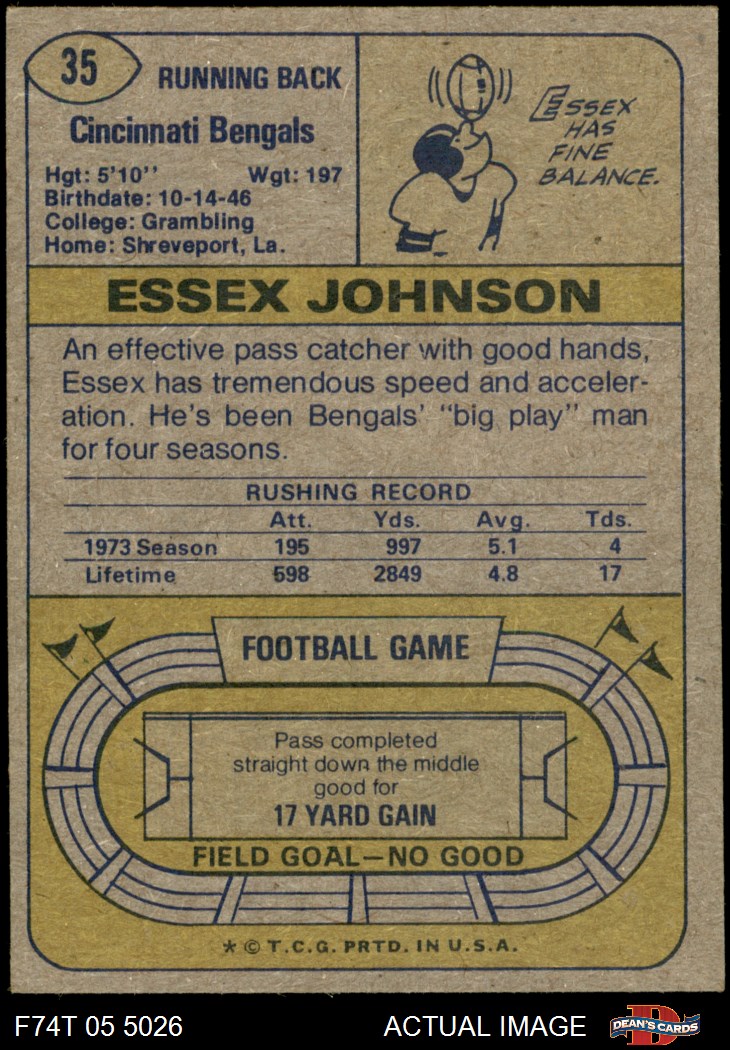 35
RUNNING BACK
Cincinnati Bengals
Hgt: 5'10'' Wgt: 197
Birthdate: 10-14-46
College: Grambling
Home: Shreveport, La.
ESSEX
HAS
FINE
BALANCE.
ESSEX JOHNSON
An effective pass catcher with good hands,
Essex has tremendous speed and acceler-
ation. He's been Bengals' "big play" man
for four seasons.
RUSHING RECORD
Att. Yds. Avg. Tds.
1973 Season 195 997 5.1 4
Lifetime 598 2849 4.8 17
FOOTBALL GAME
Pass completed
straight down the middle
good for
17 YARD GAIN
FIELD GOAL—NO GOOD
* © T.C.G. PRTD. IN U.S.A.
F74T 05 5026 ACTUAL IMAGE DEAN'S CARDS